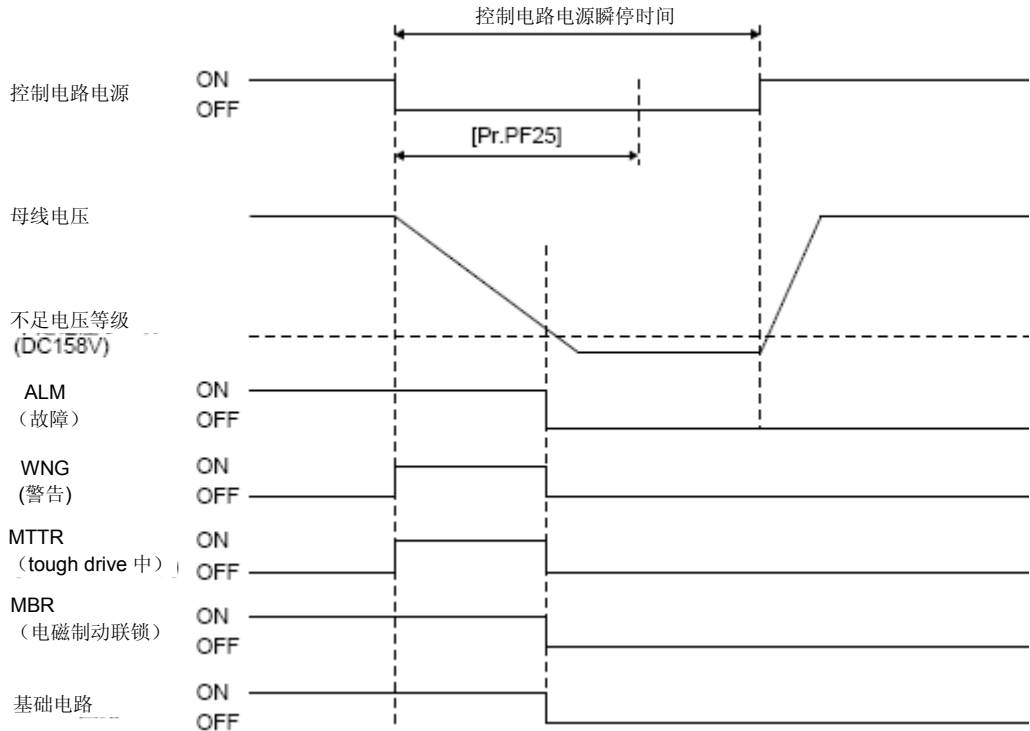 控制电路电源瞬停时间
控制电路电源
ON
OFF
[Pr.PF25]
母线电压
不足电压等级
(DC158V)
ALM
（故障）
ON
OFF
WNG
(警告)
ON
OFF
MTTR
（tough drive 中）)
ON
OFF
MBR
（电磁制动联锁）
ON
OFF
基础电路
ON
OFF